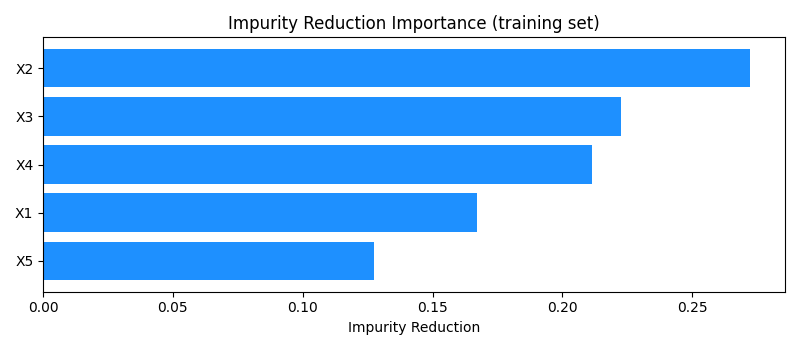 Impurity Reduction Importance (training set)
X2
X3
X4
X1
X5
0.00 0.05 0.10 0.15 0.20 0.25
Impurity Reduction